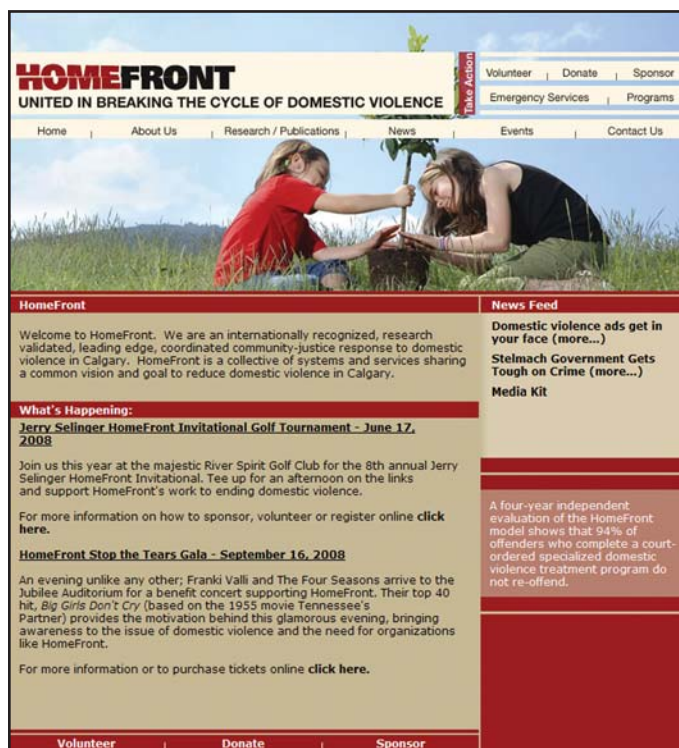 HOMEFRONT
UNITED IN BREAKING THE CYCLE OF DOMESTIC VIOLENCE
Take Action
Volunteer Donate Sponsor
Emergency Services Programs
Home About Us Research / Publications News Events Contact Us
HomeFront
Welcome to HomeFront. We are an internationally recognized, research
validated, leading edge, coordinated community-justice response to domestic
violence in Calgary. HomeFront is a collective of systems and services sharing
a common vision and goal to reduce domestic violence in Calgary.
What's Happening:
Jerry Selinger HomeFront Invitational Golf Tournament - June 17,
2008
Join us this year at the majestic River Spirit Golf Club for the 8th annual Jerry
Selinger HomeFront Invitational. Tee up for an afternoon on the links
and support HomeFront's work to ending domestic violence.
For more information on how to sponsor, volunteer or register online click
here.
HomeFront Stop the Tears Gala - September 16, 2008
An evening unlike any other; Franki Valli and The Four Seasons arrive to the
Jubilee Auditorium for a benefit concert supporting HomeFront. Their top 40
hit, Big Girls Don't Cry (based on the 1955 movie Tennessee's
Partner) provides the motivation behind this glamorous evening, bringing
awareness to the issue of domestic violence and the need for organizations
like HomeFront.
For more information or to purchase tickets online click here.
News Feed
Domestic violence ads get in
your face (more...)
Stelmach Government Gets
Tough on Crime (more...)
Media Kit
A four-year independent
evaluation of the HomeFront
model shows that 94% of
offenders who complete a court-
ordered specialized domestic
violence treatment program do
not re-offend.
Volunteer Donate Sponsor